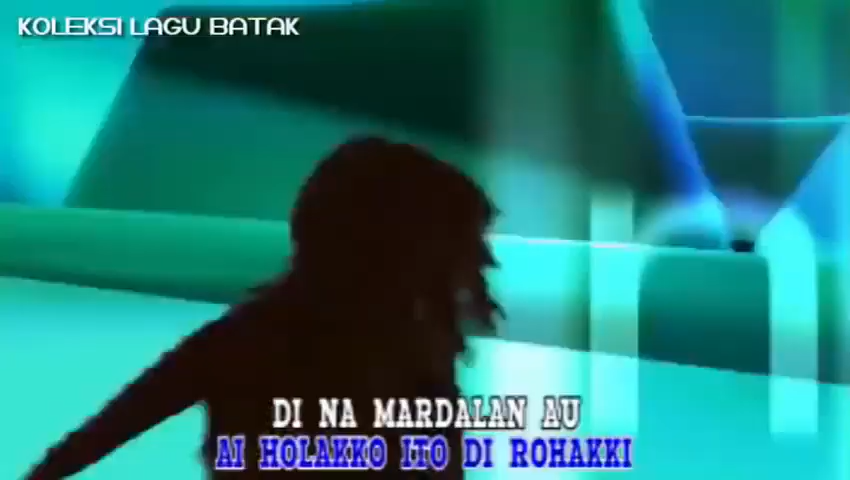 KOLEKSI LAGU BATAK
DI NA MARDALAN AU
AI HOLAKKO ITO DI ROHAKKI